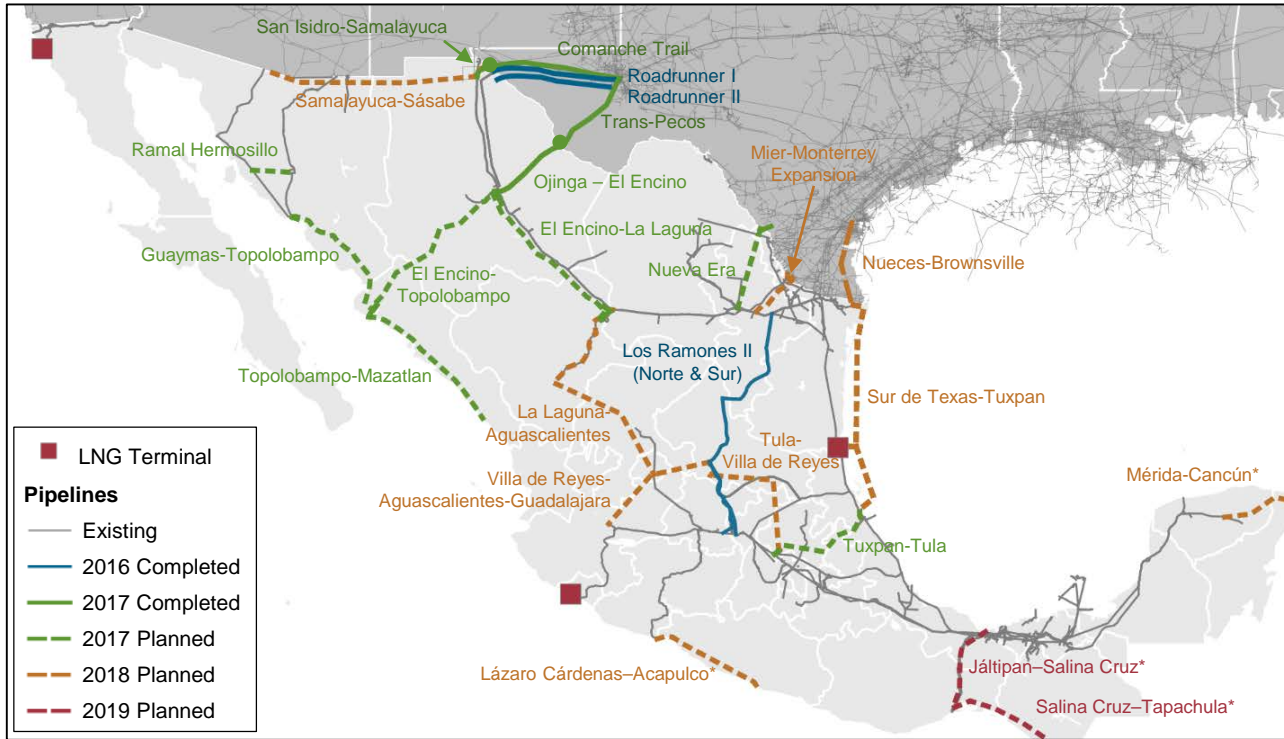 San Isidro-Samalayuca
Comanche Trail
Roadrunner I
Roadrunner II
Samalayuca-Sásabe
Trans-Pecos
Mier-Monterrey
Expansion
Ramal Hermosillo
Ojinga – El Encino
El Encino-La Laguna
Guaymas-Topolobampo
El Encino-
Topolobampo
Nueva Era
Nueces-Brownsville
Los Ramones II
(Norte & Sur)
Topolobampo-Mazatlan
Sur de Texas-Tuxpan
La Laguna-
Aguascalientes
Tula-
Villa de Reyes
Villa de Reyes-
Aguascalientes-Guadalajara
Mérida-Cancún*
Tuxpan-Tula
Lázaro Cárdenas–Acapulco*
Jáltipan–Salina Cruz*
Salina Cruz–Tapachula*
LNG Terminal
Pipelines
Existing
2016 Completed
2017 Completed
2017 Planned
2018 Planned
2019 Planned